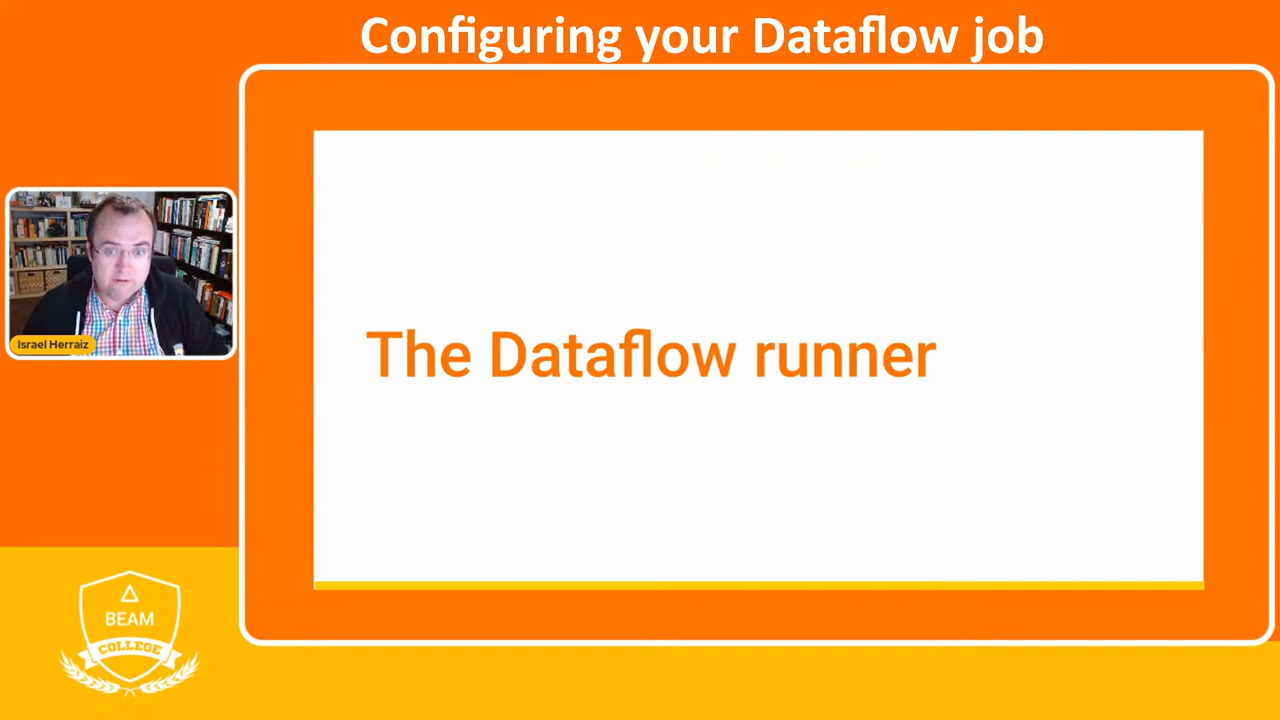 Configuring your Dataflow job
The Dataflow runner
Israel Herraiz
BEAM
COLLEGE